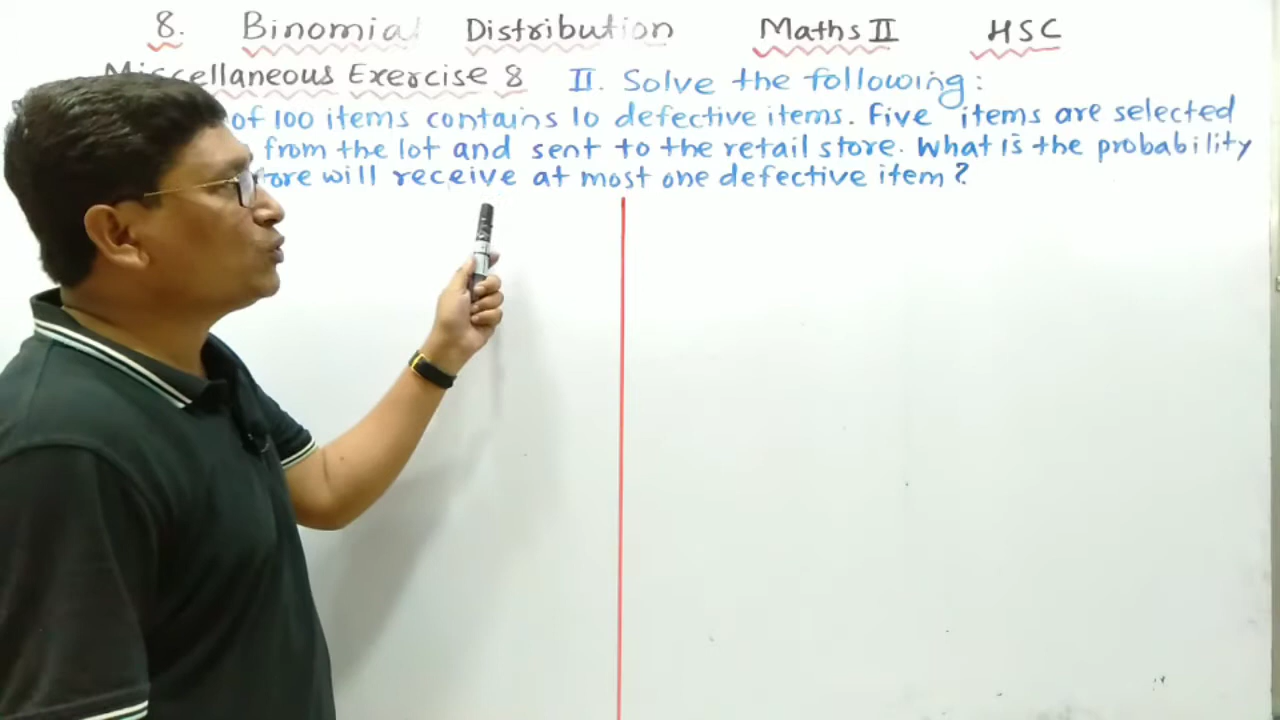 8. Binomial Distribution Maths II HSC
Miscellaneous Exercise 8 II. Solve the following:
of 100 items contains 10 defective items. Five items are selected
from the lot and sent to the retail store. What is the probability
will receive at most one defective item?